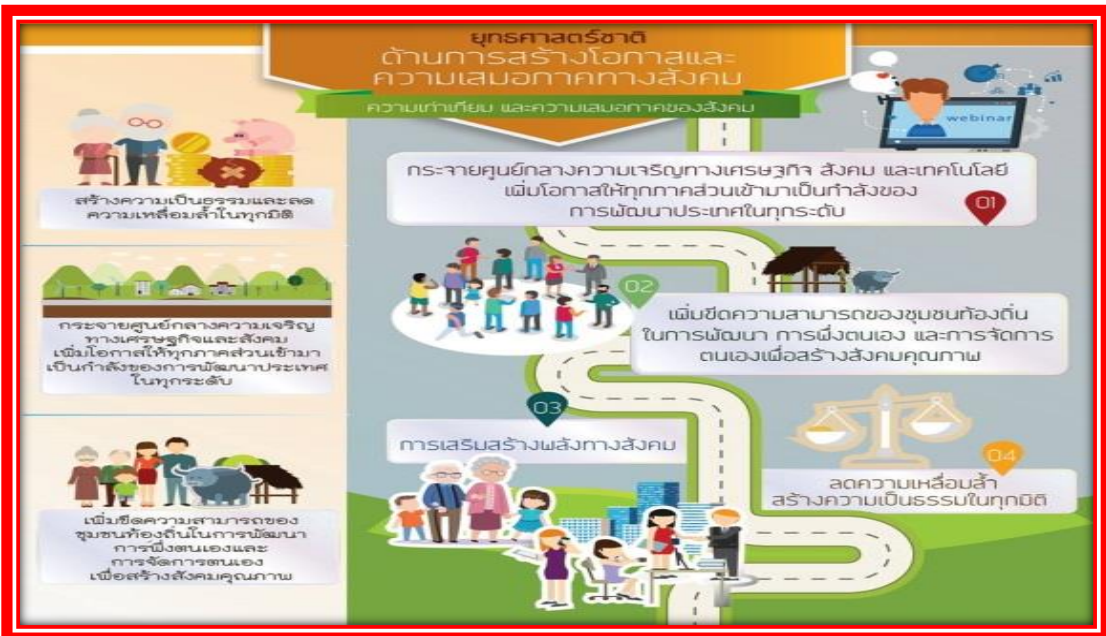 ยุทธศาสตร์ชาติ
ด้านการสร้างโอกาสและ
ความเสมอภาคทางสังคม
ความเท่าเทียม และความเสมอภาคของสังคม
สร้างความเป็นธรรมและลด
ความเหลื่อมล้ำในทุกมิติ
กระจายศูนย์กลางความเจริญ
ทางเศรษฐกิจและสังคม
เพิ่มโอกาสให้ทุกภาคส่วนเข้ามา
เป็นกำลังของการพัฒนาประเทศ
ในทุกระดับ
เพิ่มขีดความสามารถของ
ชุมชนท้องถิ่นในการพัฒนา
การพึ่งตนเองและ
การจัดการตนเอง
เพื่อสร้างสังคมคุณภาพ
webinar
กระจายศูนย์กลางความเจริญทางเศรษฐกิจ สังคม และเทคโนโลยี
เพิ่มโอกาสให้ทุกภาคส่วนเข้ามาเป็นกำลังของ
การพัฒนาประเทศในทุกระดับ
01
02
เพิ่มขีดความสามารถของชุมชนท้องถิ่น
ในการพัฒนา การพึ่งตนเอง และการจัดการ
ตนเองเพื่อสร้างสังคมคุณภาพ
03
การเสริมสร้างพลังทางสังคม
04
ลดความเหลื่อมล้ำ
สร้างความเป็นธรรมในทุกมิติ